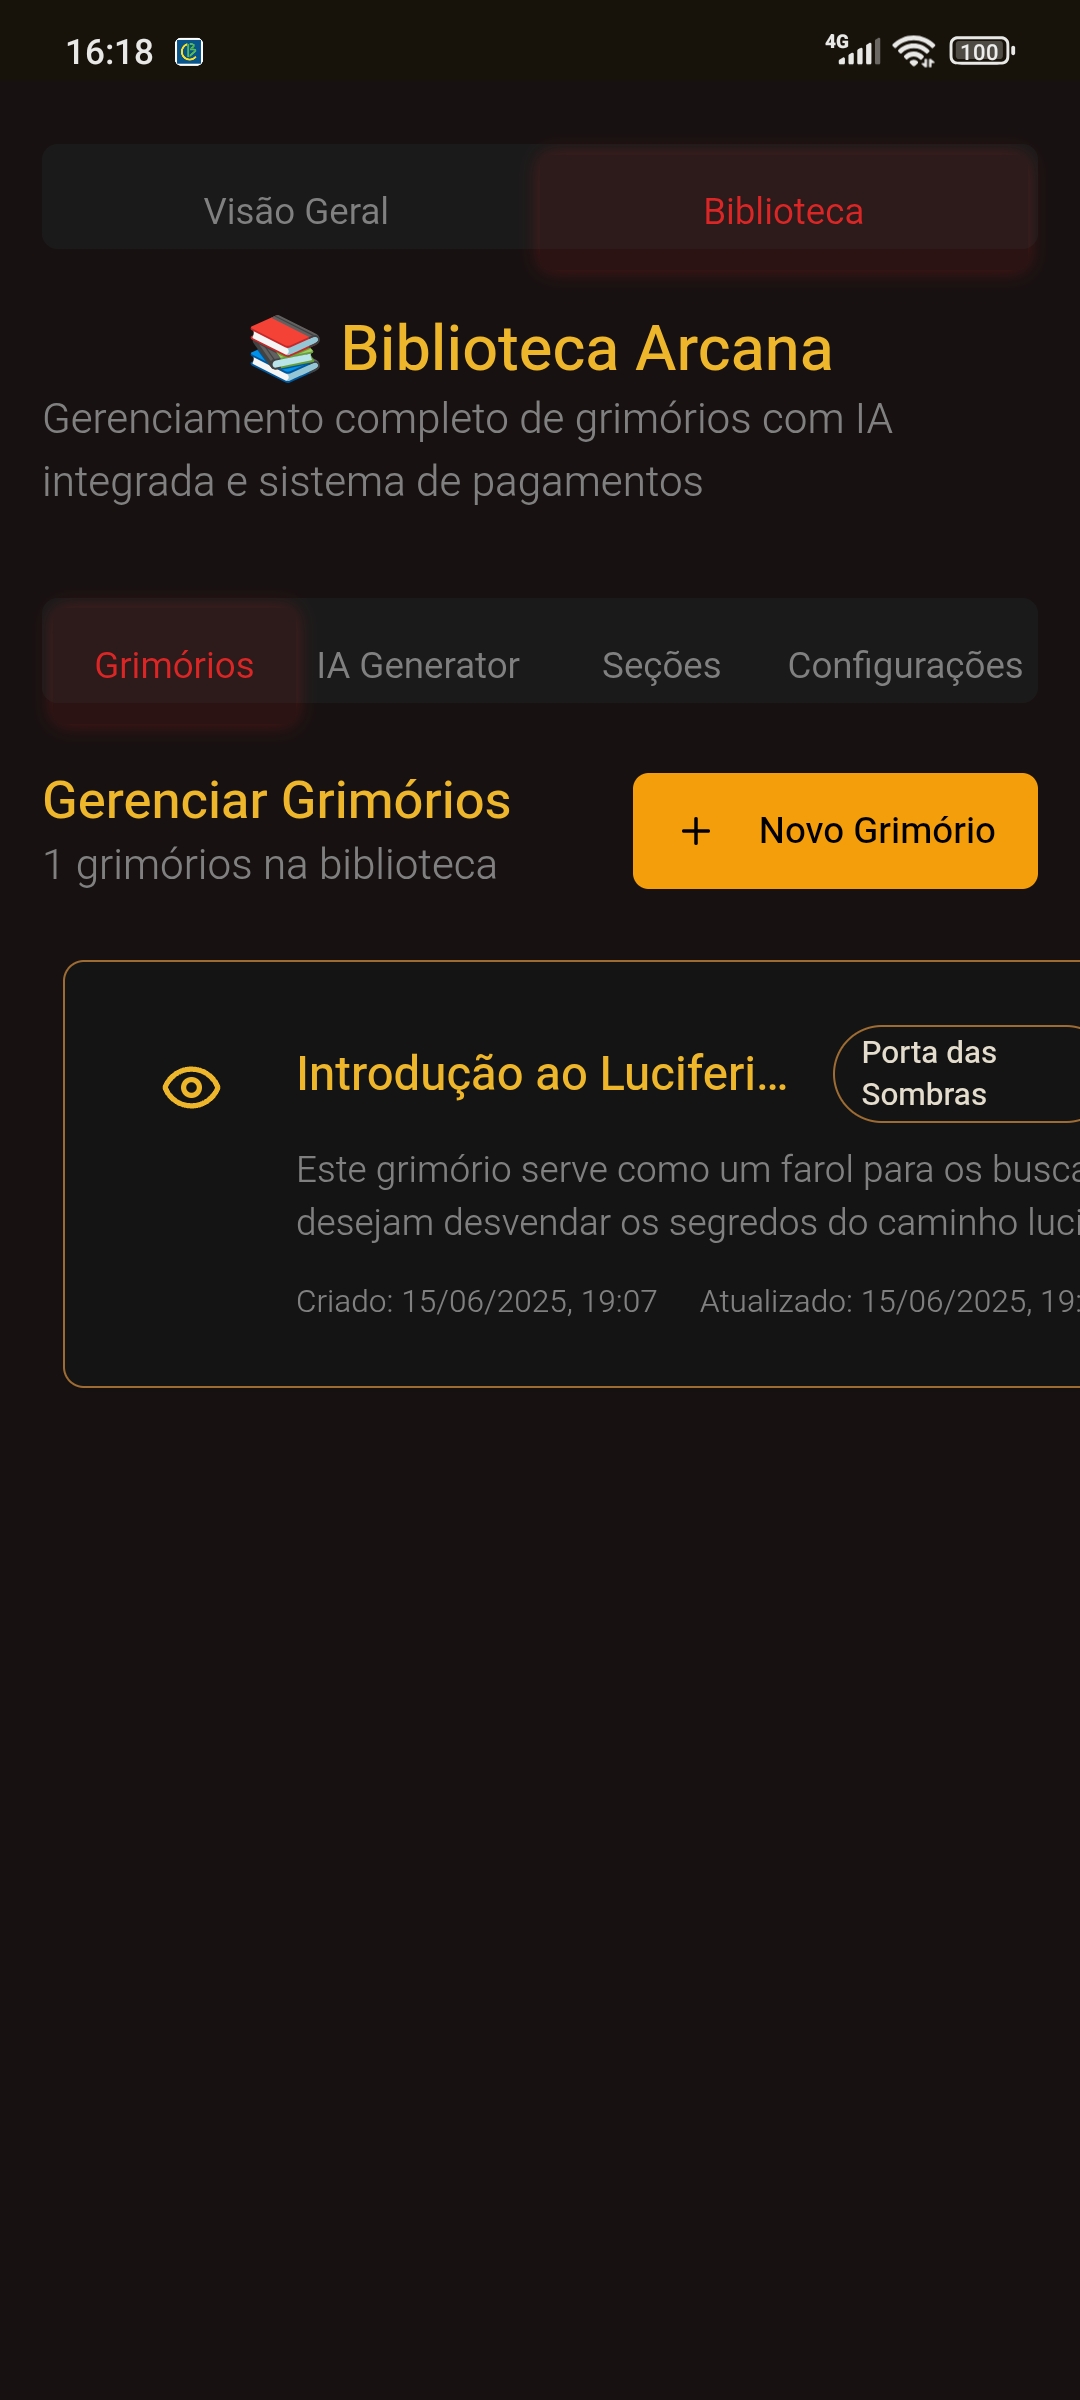 16:18
4G
100
Visão Geral
Biblioteca
📚 Biblioteca Arcana
Gerenciamento completo de grimórios com IA
integrada e sistema de pagamentos
Grimórios
IA Generator
Seções
Configurações
Gerenciar Grimórios
1 grimórios na biblioteca
+ Novo Grimório
Introdução ao Luciferi...
Porta das
Sombras
Este grimório serve como um farol para os busca
desejam desvendar os segredos do caminho luci
Criado: 15/06/2025, 19:07
Atualizado: 15/06/2025, 19: